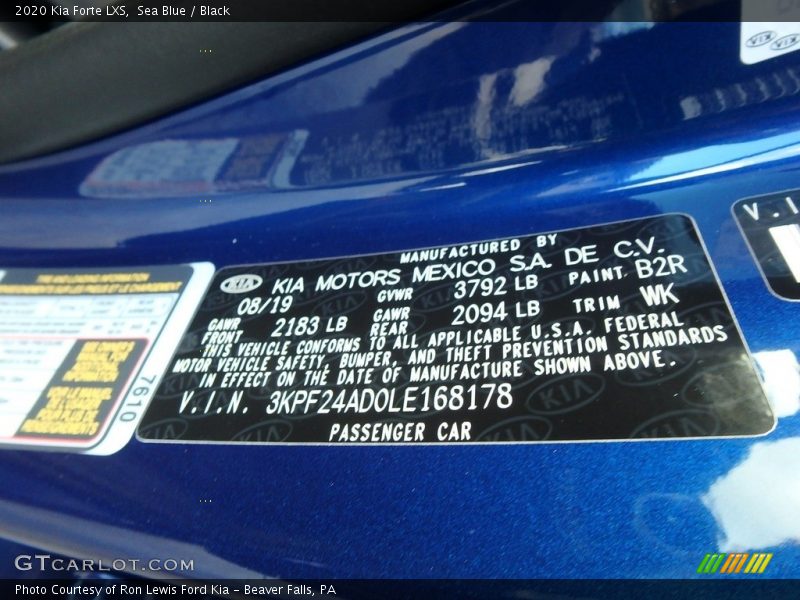 2020 Kia Forte LXS, Sea Blue / Black
KIA
KIA
V.I
MANUFACTURED BY
KIA KIA MOTORS MEXICO S.A. DE C.V.
08/19 GVWR 3792 LB PAINT B2R
GAWR FRONT 2183 LB GAWR REAR 2094 LB TRIM WK
THIS VEHICLE CONFORMS TO ALL APPLICABLE U.S.A. FEDERAL
MOTOR VEHICLE SAFETY, BUMPER, AND THEFT PREVENTION STANDARDS
IN EFFECT ON THE DATE OF MANUFACTURE SHOWN ABOVE.
V.I.N. 3KPF24AD0LE168178
PASSENGER CAR
7610
GTCARLOT.COM
Photo Courtesy of Ron Lewis Ford Kia - Beaver Falls, PA